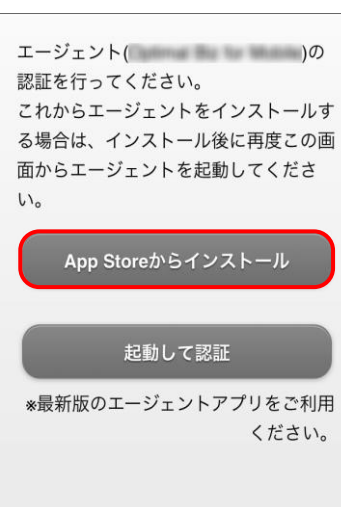 エージェント(      )の
認証を行ってください。
これからエージェントをインストールす
る場合は、インストール後に再度この画
面からエージェントを起動してくださ
い。
App Storeからインストール
起動して認証
※最新版のエージェントアプリをご利用
ください。